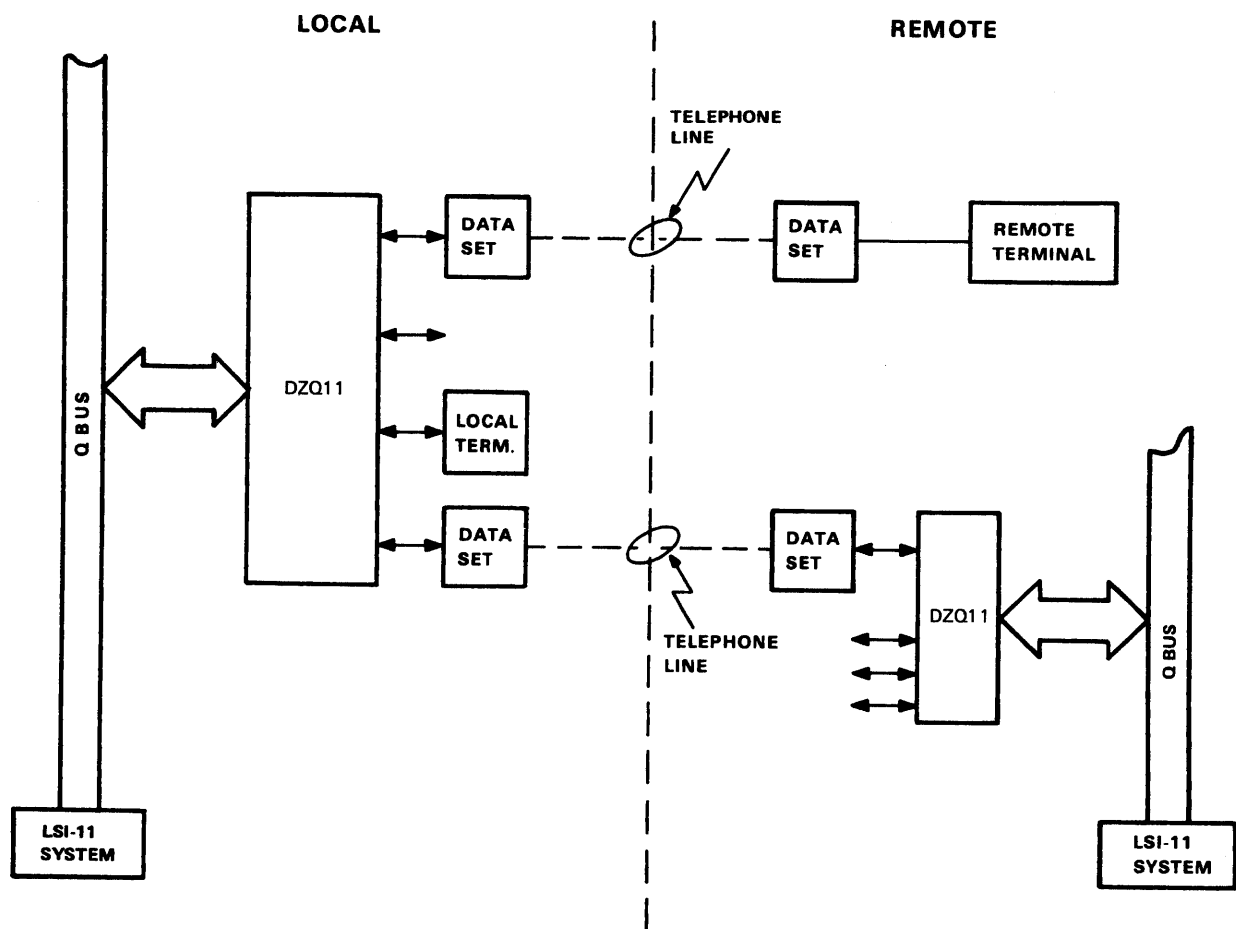 LOCAL
REMOTE
TELEPHONE
LINE
DATA
SET
DATA
SET
REMOTE
TERMINAL
DZQ11
Q BUS
LOCAL
TERM.
DATA
SET
DATA
SET
DZQ11
Q BUS
TELEPHONE
LINE
LSI-11
SYSTEM
LSI-11
SYSTEM